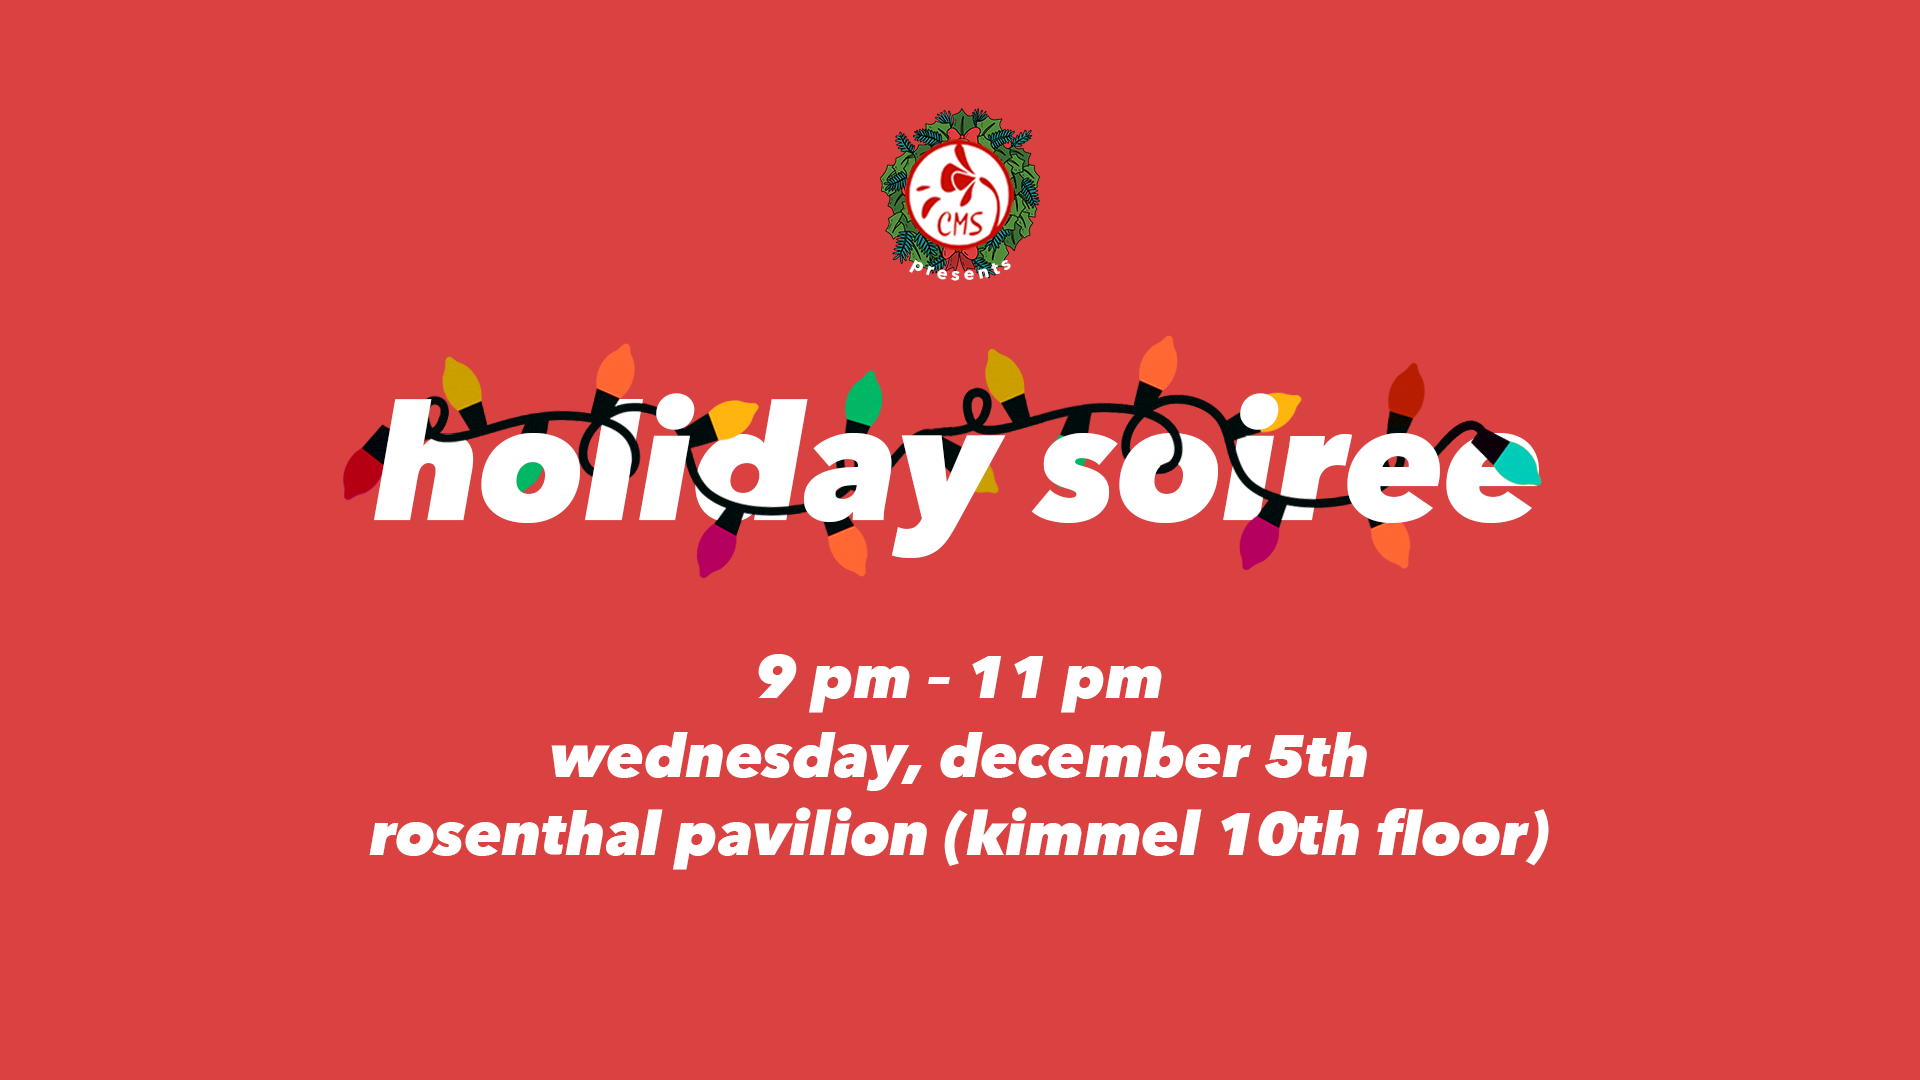 CMS
presents
holiday soiree
9 pm – 11 pm
wednesday, december 5th
rosenthal pavilion (kimmel 10th floor)